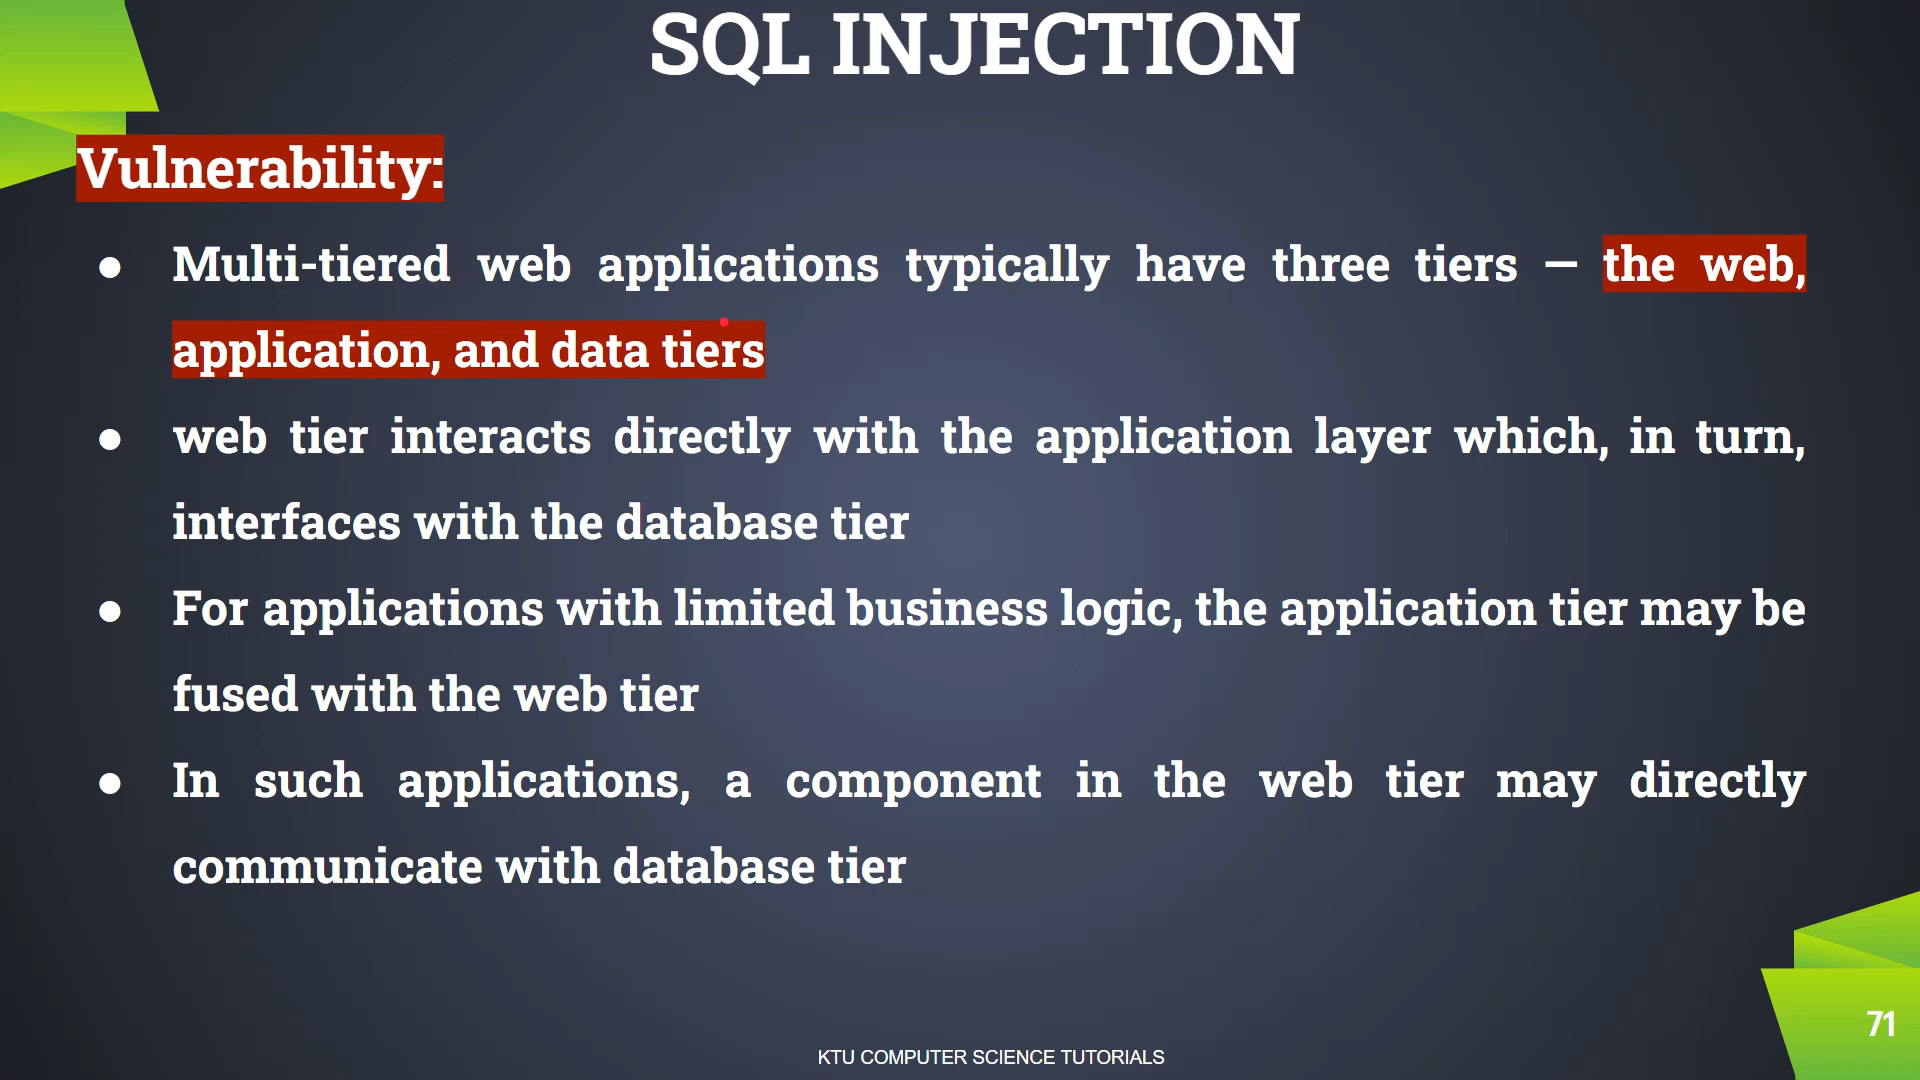 SQL INJECTION
Vulnerability:
● Multi-tiered web applications typically have three tiers – the web,
application, and data tiers
● web tier interacts directly with the application layer which, in turn,
interfaces with the database tier
● For applications with limited business logic, the application tier may be
fused with the web tier
● In such applications, a component in the web tier may directly
communicate with database tier
71
KTU COMPUTER SCIENCE TUTORIALS